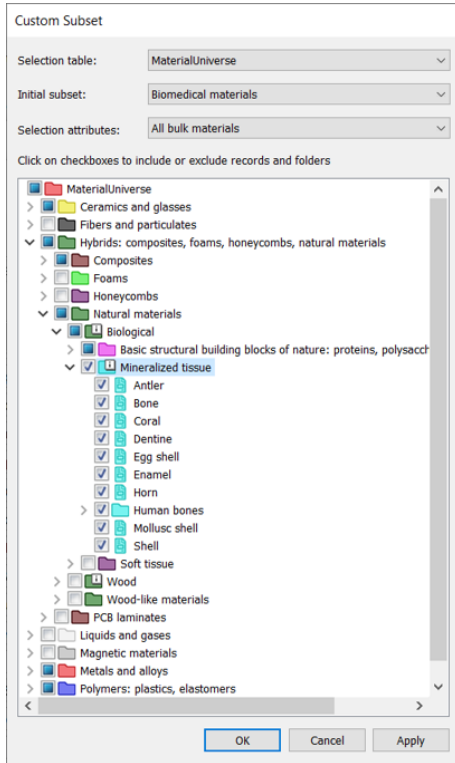 Custom Subset
Selection table: MaterialUniverse
Initial subset: Biomedical materials
Selection attributes: All bulk materials
Click on checkboxes to include or exclude records and folders
MaterialUniverse
Ceramics and glasses
Fibers and particulates
Hybrids: composites, foams, honeycombs, natural materials
Composites
Foams
Honeycombs
Natural materials
Biological
Basic structural building blocks of nature: proteins, polysacch
Mineralized tissue
Antler
Bone
Coral
Dentine
Egg shell
Enamel
Horn
Human bones
Mollusc shell
Shell
Soft tissue
Wood
Wood-like materials
PCB laminates
Liquids and gases
Magnetic materials
Metals and alloys
Polymers: plastics, elastomers
OK Cancel Apply